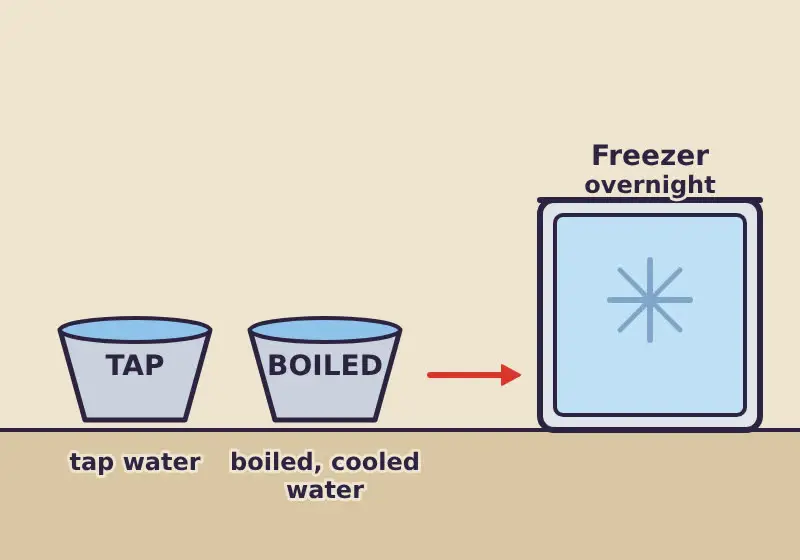 Freezer
overnight
TAP
BOILED
tap water
boiled, cooled
water